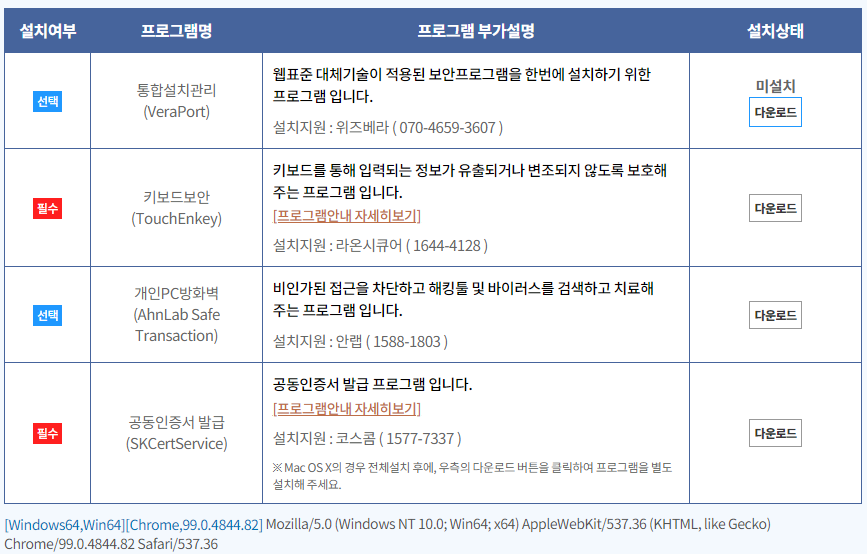 설치여부 프로그램명 프로그램 부가설명 설치상태
선택
통합설치관리
(VeraPort)
웹표준 대체기술이 적용된 보안프로그램을 한번에 설치하기 위한
프로그램 입니다.
설치지원 : 위즈베라 ( 070-4659-3607 )
미설치
다운로드
필수
키보드보안
(TouchEnkey)
키보드를 통해 입력되는 정보가 유출되거나 변조되지 않도록 보호해
주는 프로그램 입니다.
[프로그램안내 자세히보기]
설치지원 : 라온시큐어 ( 1644-4128 )
다운로드
선택
개인PC방화벽
(AhnLab Safe
Transaction)
비인가된 접근을 차단하고 해킹툴 및 바이러스를 검색하고 치료해
주는 프로그램 입니다.
설치지원 : 안랩 ( 1588-1803 )
다운로드
필수
공동인증서 발급
(SKCertService)
공동인증서 발급 프로그램 입니다.
[프로그램안내 자세히보기]
설치지원 : 코스콤 ( 1577-7337 )
※ Mac OS X의 경우 전체설치 후에, 우측의 다운로드 버튼을 클릭하여 프로그램을 별도
설치해 주세요.
다운로드
[Windows64,Win64][Chrome,99.0.4844.82] Mozilla/5.0 (Windows NT 10.0; Win64; x64) AppleWebKit/537.36 (KHTML, like Gecko)
Chrome/99.0.4844.82 Safari/537.36